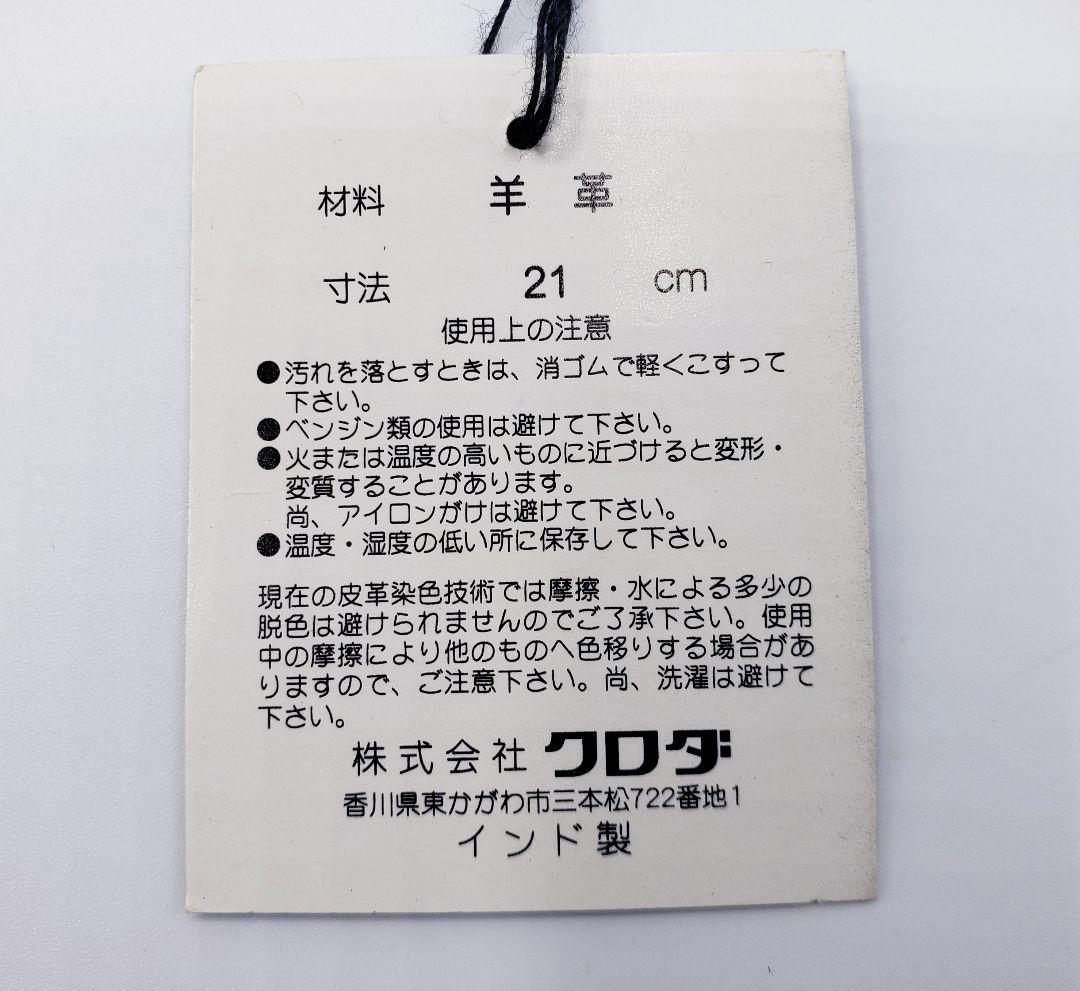 材料 羊 革
寸法 21 cm
使用上の注意
●汚れを落とすときは、消ゴムで軽くこすって
下さい。
●ベンジン類の使用は避けて下さい。
●火または温度の高いものに近づけると変形・
変質することがあります。
尚、アイロンがけは避けて下さい。
●温度・湿度の低い所に保存して下さい。
現在の皮革染色技術では摩擦・水による多少の
脱色は避けられませんのでご了承下さい。使用
中の摩擦により他のものへ色移りする場合があ
りますので、ご注意下さい。尚、洗濯は避けて
下さい。
株式会社 クロダ
香川県東かがわ市三本松722番地1
インド製